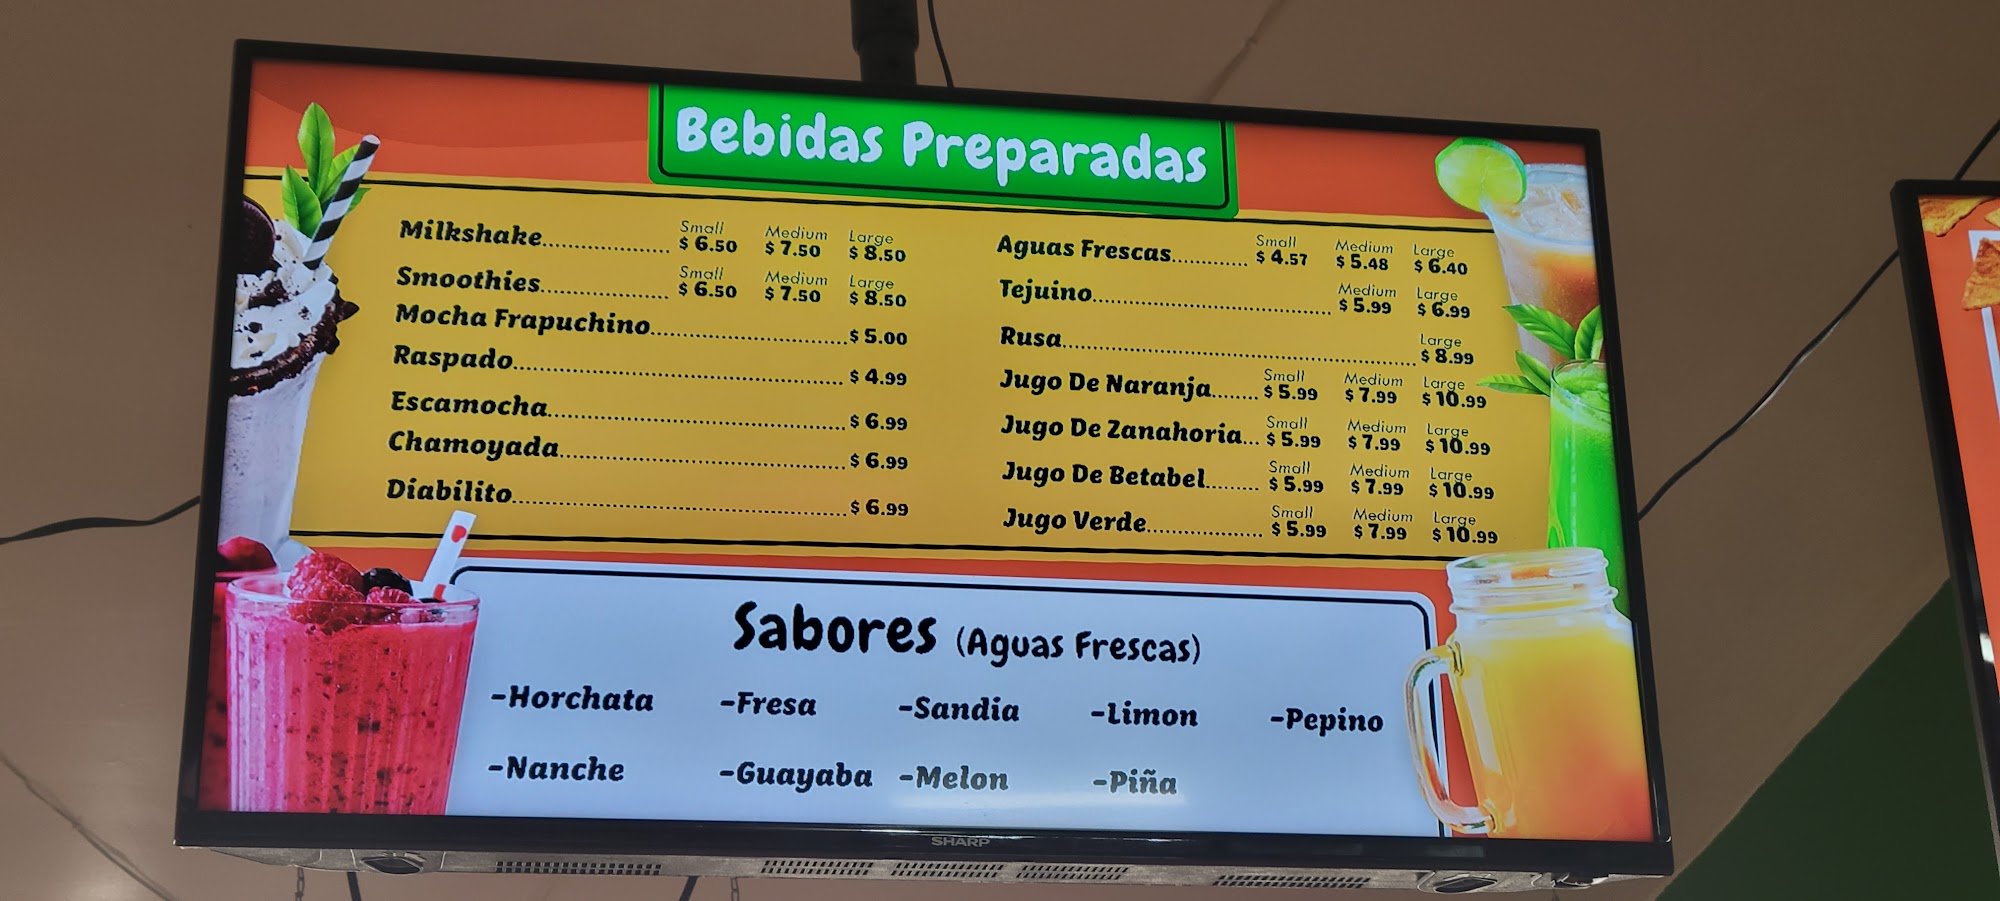 Bebidas Preparadas
Milkshake.................. Small $ 6.50 Medium $ 7.50 Large $ 8.50
Smoothies.................. Small $ 6.50 Medium $ 7.50 Large $ 8.50
Mocha Frapuchino........................... $ 5.00
Raspado............................................. $ 4.99
Escamocha......................................... $ 6.99
Chamoyada....................................... $ 6.99
Diabilito.............................................. $ 6.99
Aguas Frescas............ Small $ 4.57 Medium $ 5.48 Large $ 6.40
Tejuino................................... Medium $ 5.99 Large $ 6.99
Rusa.................................................... Large $ 8.99
Jugo De Naranja....... Small $ 5.99 Medium $ 7.99 Large $ 10.99
Jugo De Zanahoria... Small $ 5.99 Medium $ 7.99 Large $ 10.99
Jugo De Betabel........ Small $ 5.99 Medium $ 7.99 Large $ 10.99
Jugo Verde................. Small $ 5.99 Medium $ 7.99 Large $ 10.99
Sabores (Aguas Frescas)
-Horchata -Fresa -Sandia -Limon -Pepino
-Nanche -Guayaba -Melon -Piña
SHARP